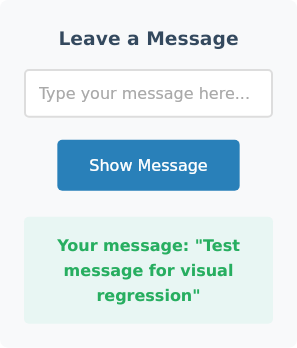 Leave a Message
Type your message here...
Show Message
Your message: "Test
message for visual
regression"